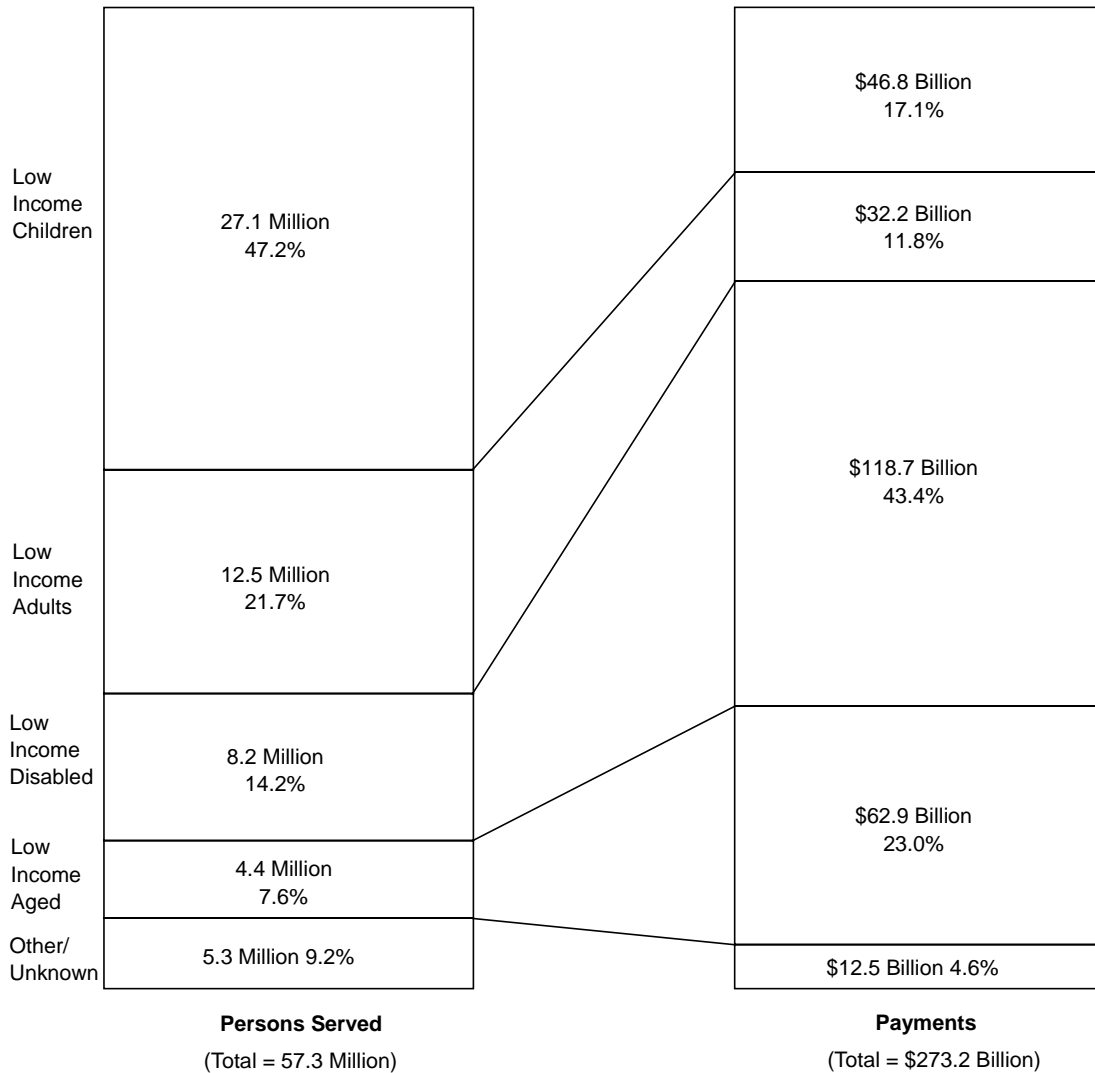 Low
Income
Children
27.1 Million
47.2%
$46.8 Billion
17.1%
$32.2 Billion
11.8%
Low
Income
Adults
12.5 Million
21.7%
$118.7 Billion
43.4%
Low
Income
Disabled
8.2 Million
14.2%
Low
Income
Aged
4.4 Million
7.6%
$62.9 Billion
23.0%
Other/
Unknown
5.3 Million 9.2%
$12.5 Billion 4.6%
Persons Served
(Total = 57.3 Million)
Payments
(Total = $273.2 Billion)